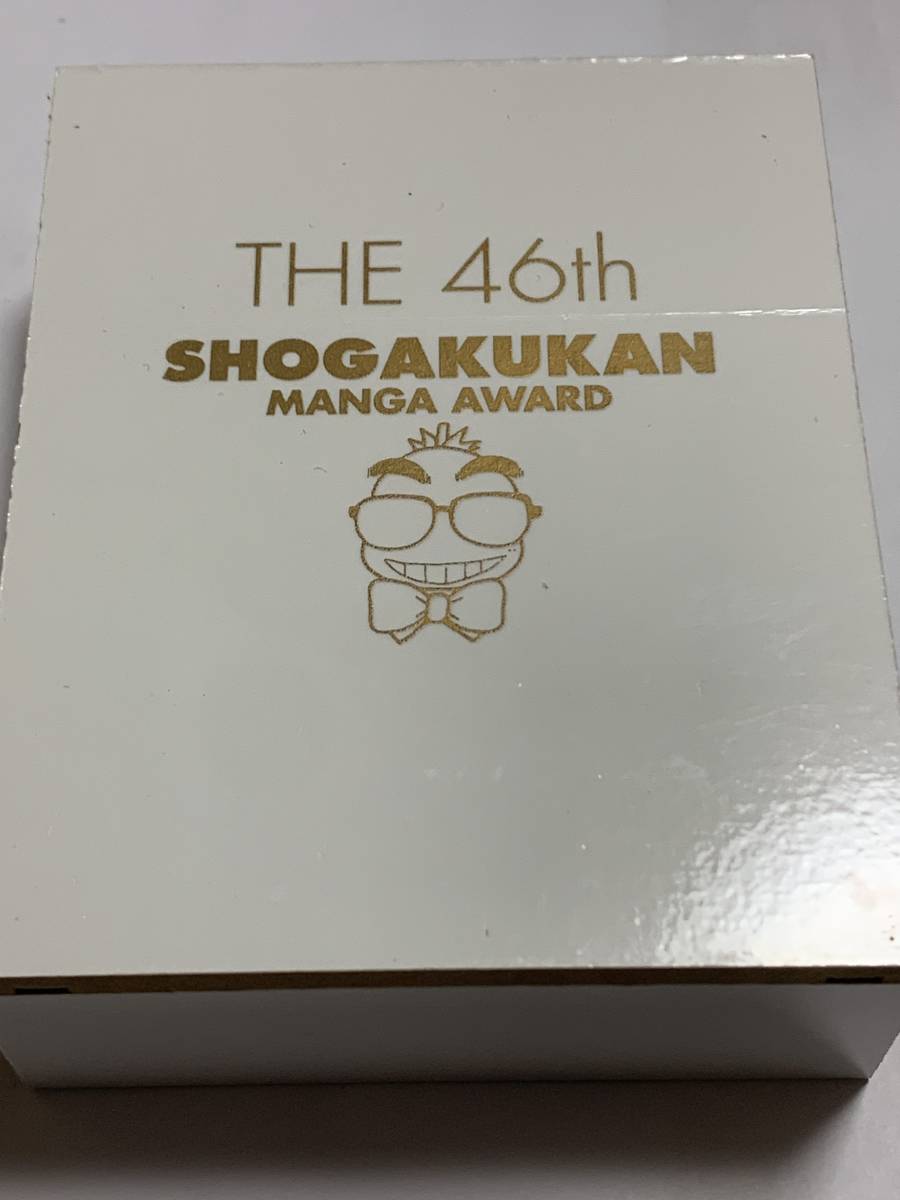 THE 46th
SHOGAKUKAN
MANGA AWARD